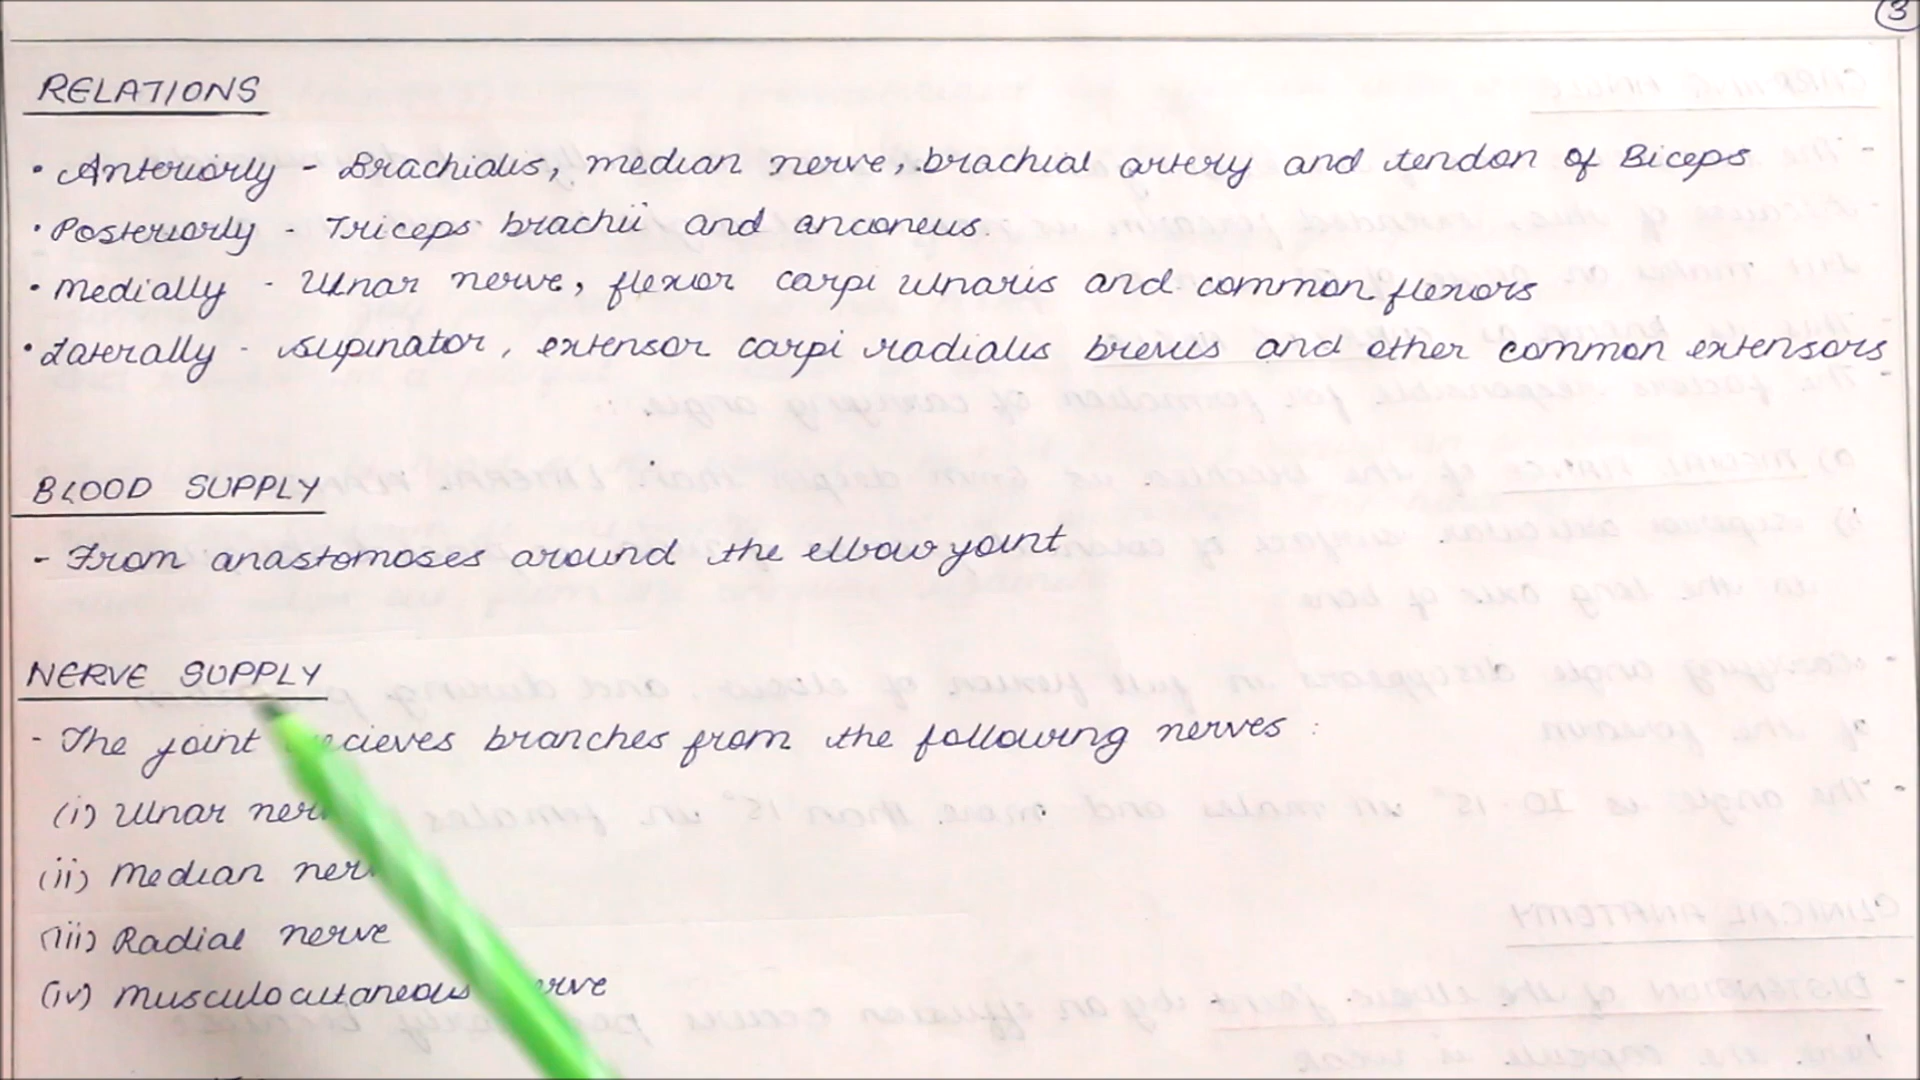 3
RELATIONS
• Anteriorly - Brachialis, median nerve, brachial artery and tendon of Biceps
• Posteriorly - Triceps brachii and anconeus.
• Medially - Ulnar nerve, flexor carpi ulnaris and common flexors
• Laterally - supinator, extensor carpi radialis brevis and other common extensors
BLOOD SUPPLY
- From anastomoses around the elbow joint
NERVE SUPPLY
- The joint recieves branches from the following nerves :
(i) Ulnar
(ii) Median
(iii) Radial nerve
(iv) Musculocutaneous